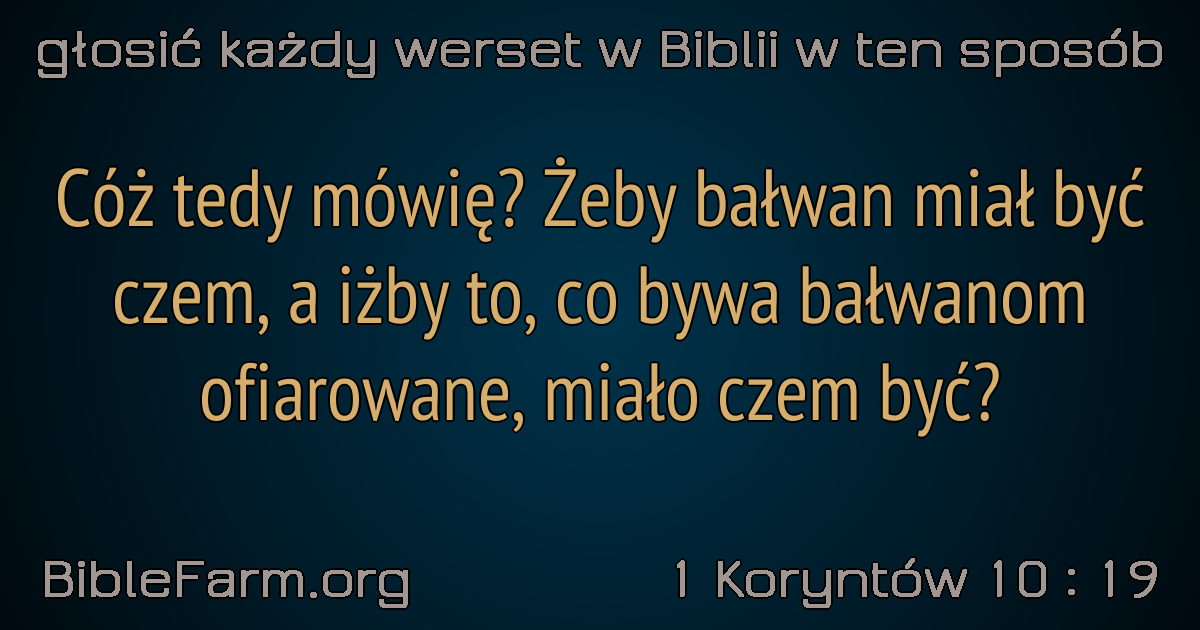 głosić każdy werset w Biblii w ten sposób
Cóż tedy mówię? Żeby bałwan miał być
czem, a iżby to, co bywa bałwanom
ofiarowane, miało czem być?
BibleFarm.org
1 Koryntów 10 : 19